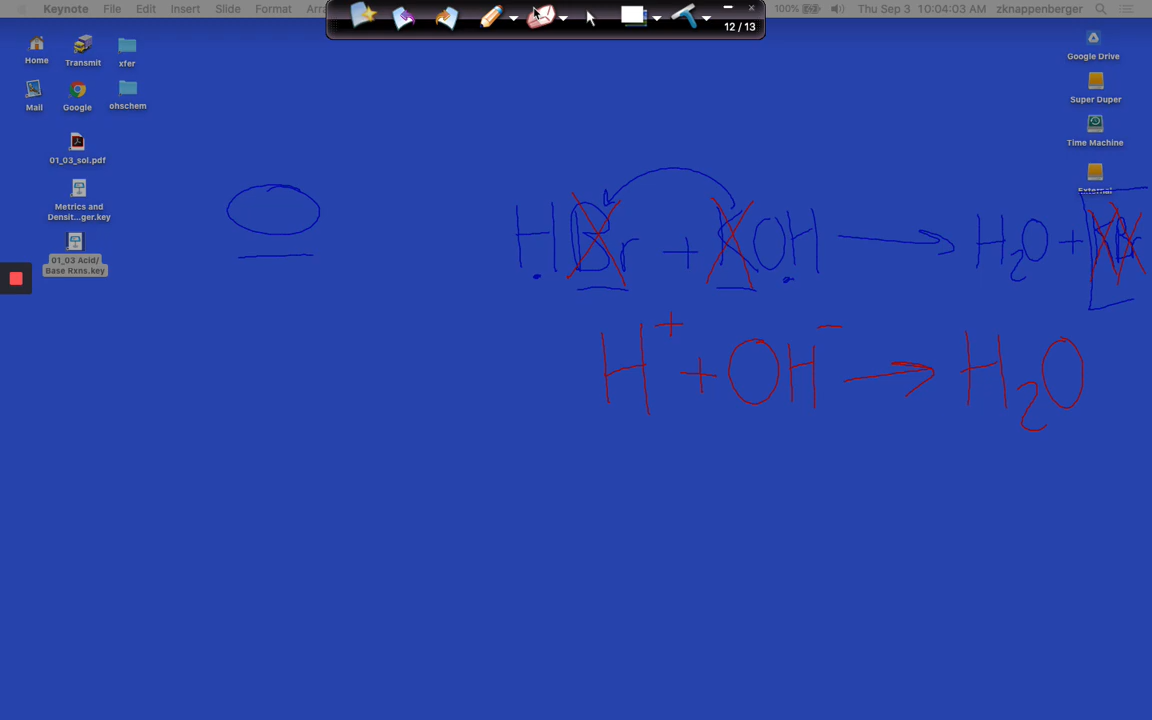 Keynote File Edit Insert Slide Format Arra 100% Thu Sep 3 10:04:03 AM zknappenberger
12 / 13
Home Transmit xfer
Mail Google ohschem
01_03_sol.pdf
Metrics and
Densit...ger.key
01_03 Acid/
Base Rxns.key
Google Drive
Super Duper
Time Machine
External
HBr + KOH → H₂O + KBr
H⁺ + OH⁻ → H₂O